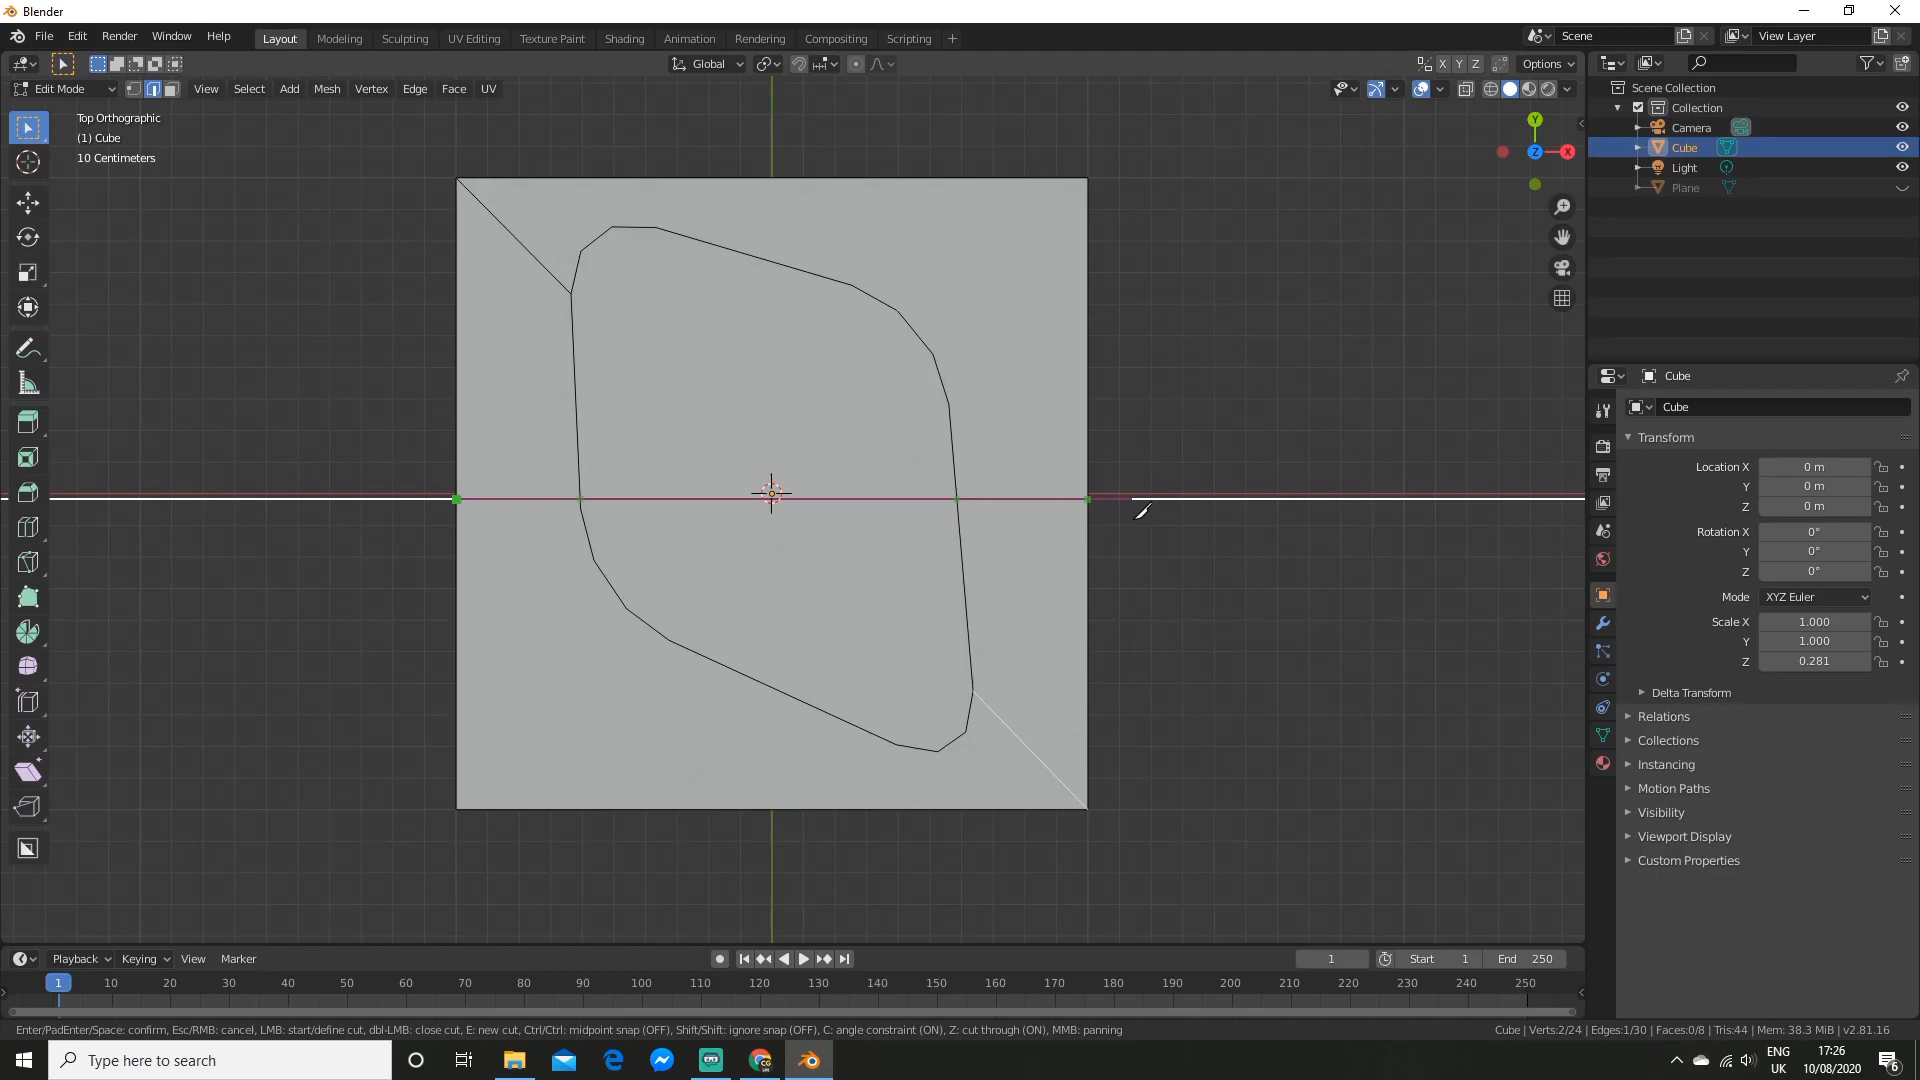 Blender
File Edit Render Window Help
Layout Modeling Sculpting UV Editing Texture Paint Shading Animation Rendering Compositing Scripting +
Scene
View Layer
Global
X Y Z
Options
Edit Mode
View Select Add Mesh Vertex Edge Face UV
Top Orthographic
(1) Cube
10 Centimeters
Y
Z
X
Scene Collection
Collection
Camera
Cube
Light
Plane
Cube
Cube
Transform
Location X 0 m
Y 0 m
Z 0 m
Rotation X 0°
Y 0°
Z 0°
Mode XYZ Euler
Scale X 1.000
Y 1.000
Z 0.281
Delta Transform
Relations
Collections
Instancing
Motion Paths
Visibility
Viewport Display
Custom Properties
Playback Keying View Marker
1
Start 1
End 250
1 10 20 30 40 50 60 70 80 90 100 110 120 130 140 150 160 170 180 190 200 210 220 230 240 250
Enter/PadEnter/Space: confirm, Esc/RMB: cancel, LMB: start/define cut, dbl-LMB: close cut, E: new cut, Ctrl/Ctrl: midpoint snap (OFF), Shift/Shift: ignore snap (OFF), C: angle constraint (ON), Z: cut through (ON), MMB: panning
Cube | Verts:2/24 | Edges:1/30 | Faces:0/8 | Tris:44 | Mem: 38.3 MiB | v2.81.16
Type here to search
ENG
UK
17:26
10/08/2020
6